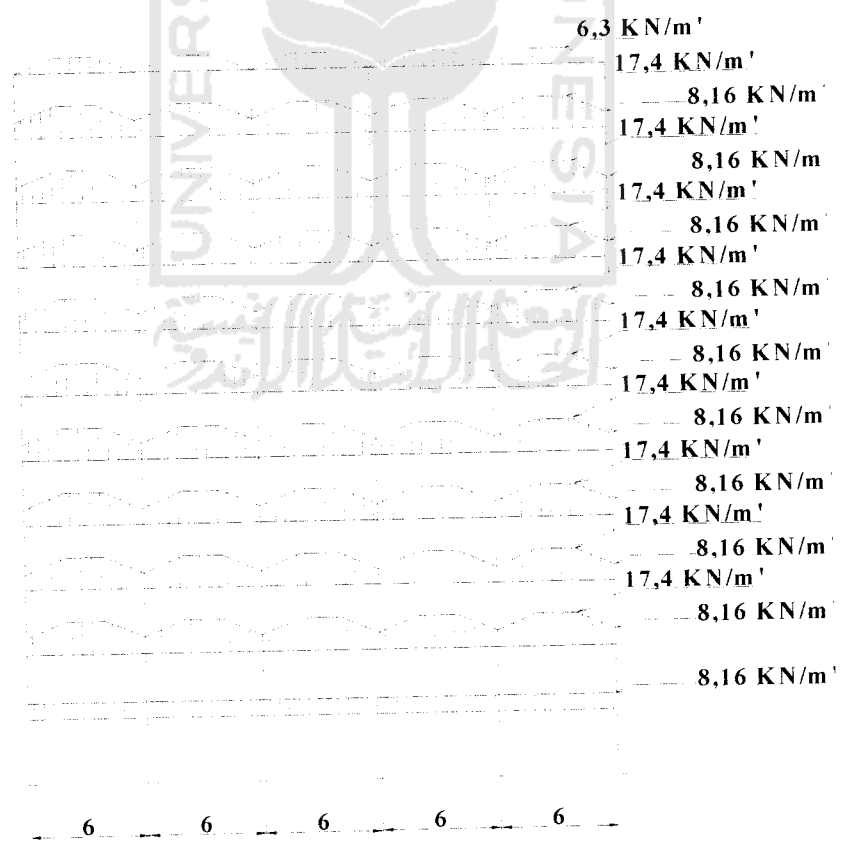 6,3 KN/m'
17,4 KN/m'
8,16 KN/m'
17,4 KN/m'
8,16 KN/m
17,4 KN/m'
8,16 KN/m'
17,4 KN/m'
8,16 KN/m'
17,4 KN/m'
8,16 KN/m'
17,4 KN/m'
8,16 KN/m'
17,4 KN/m'
8,16 KN/m'
17,4 KN/m'
8,16 KN/m'
17,4 KN/m'
8,16 KN/m'
8,16 KN/m'
6 6 6 6 6
UNIVERS
ONESIA